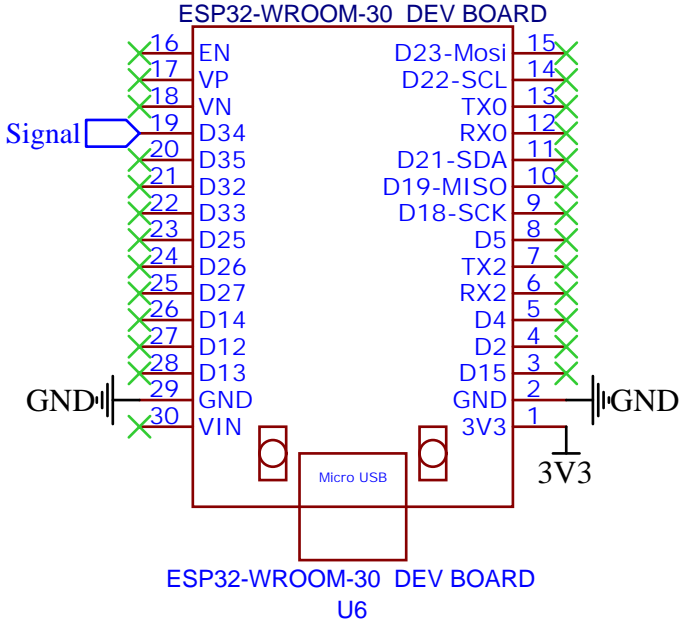 ESP32-WROOM-30 DEV BOARD
16 EN D23-Mosi 15
17 VP D22-SCL 14
18 VN TX0 13
Signal 19 D34 RX0 12
20 D35 D21-SDA 11
21 D32 D19-MISO 10
22 D33 D18-SCK 9
23 D25 D5 8
24 D26 TX2 7
25 D27 RX2 6
26 D14 D4 5
27 D12 D2 4
28 D13 D15 3
GND 29 GND GND 2 GND
30 VIN 3V3 1
3V3
Micro USB
ESP32-WROOM-30 DEV BOARD
U6